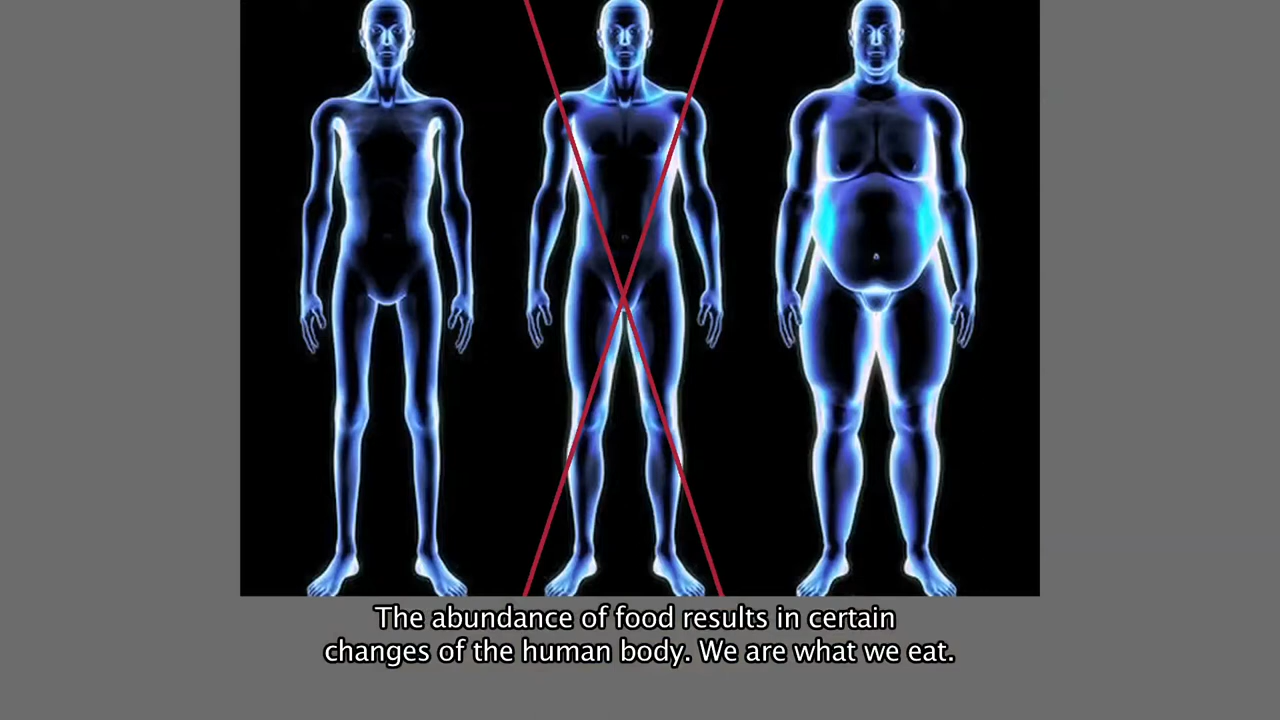 The abundance of food results in certain
changes of the human body. We are what we eat.